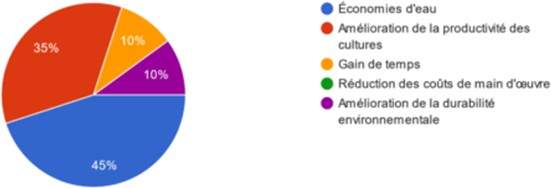 35%
10%
10%
45%
Économies d'eau
Amélioration de la productivité des
cultures
Gain de temps
Réduction des coûts de main d'œuvre
Amélioration de la durabilité
environnementale